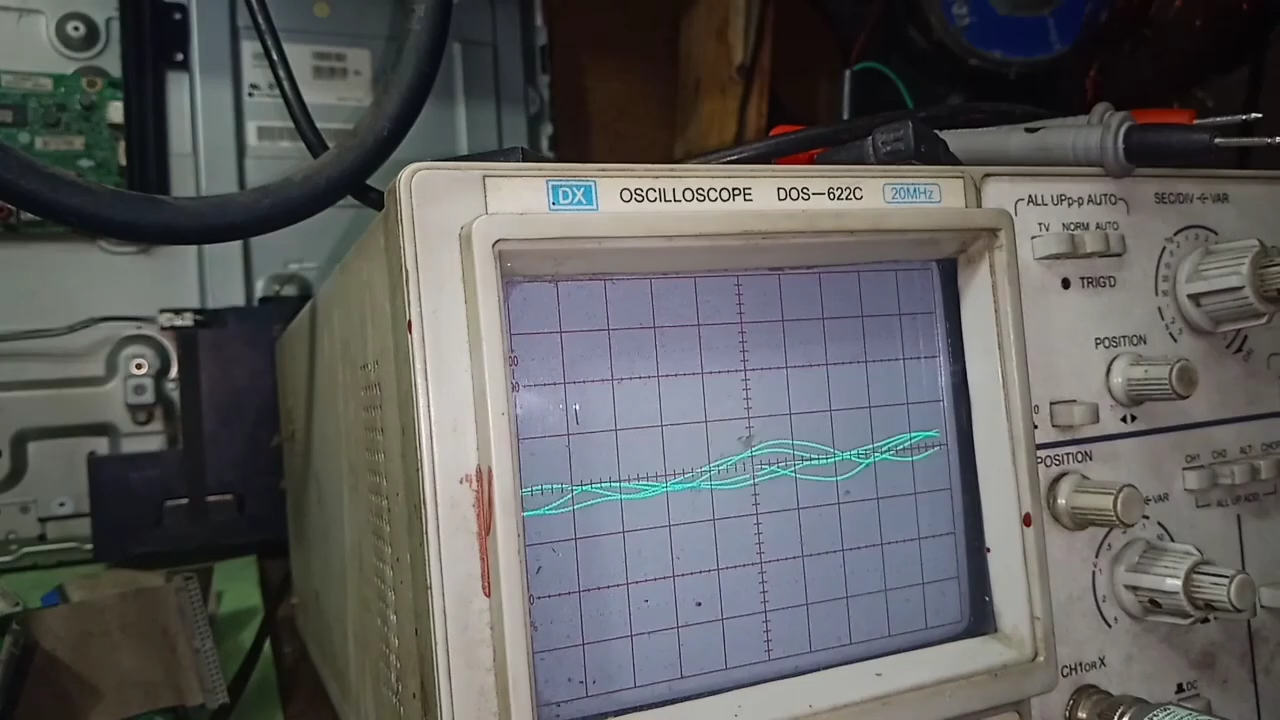 DX OSCILLOSCOPE DOS-622C 20MHz
ALL UPp-p AUTO
SEC/DIV VAR
TV NORM AUTO
TRIG'D
POSITION
POSITION
CH1 CH2 ALT CHOP
VAR
ALL UP ADD
CH1 OR X
DC